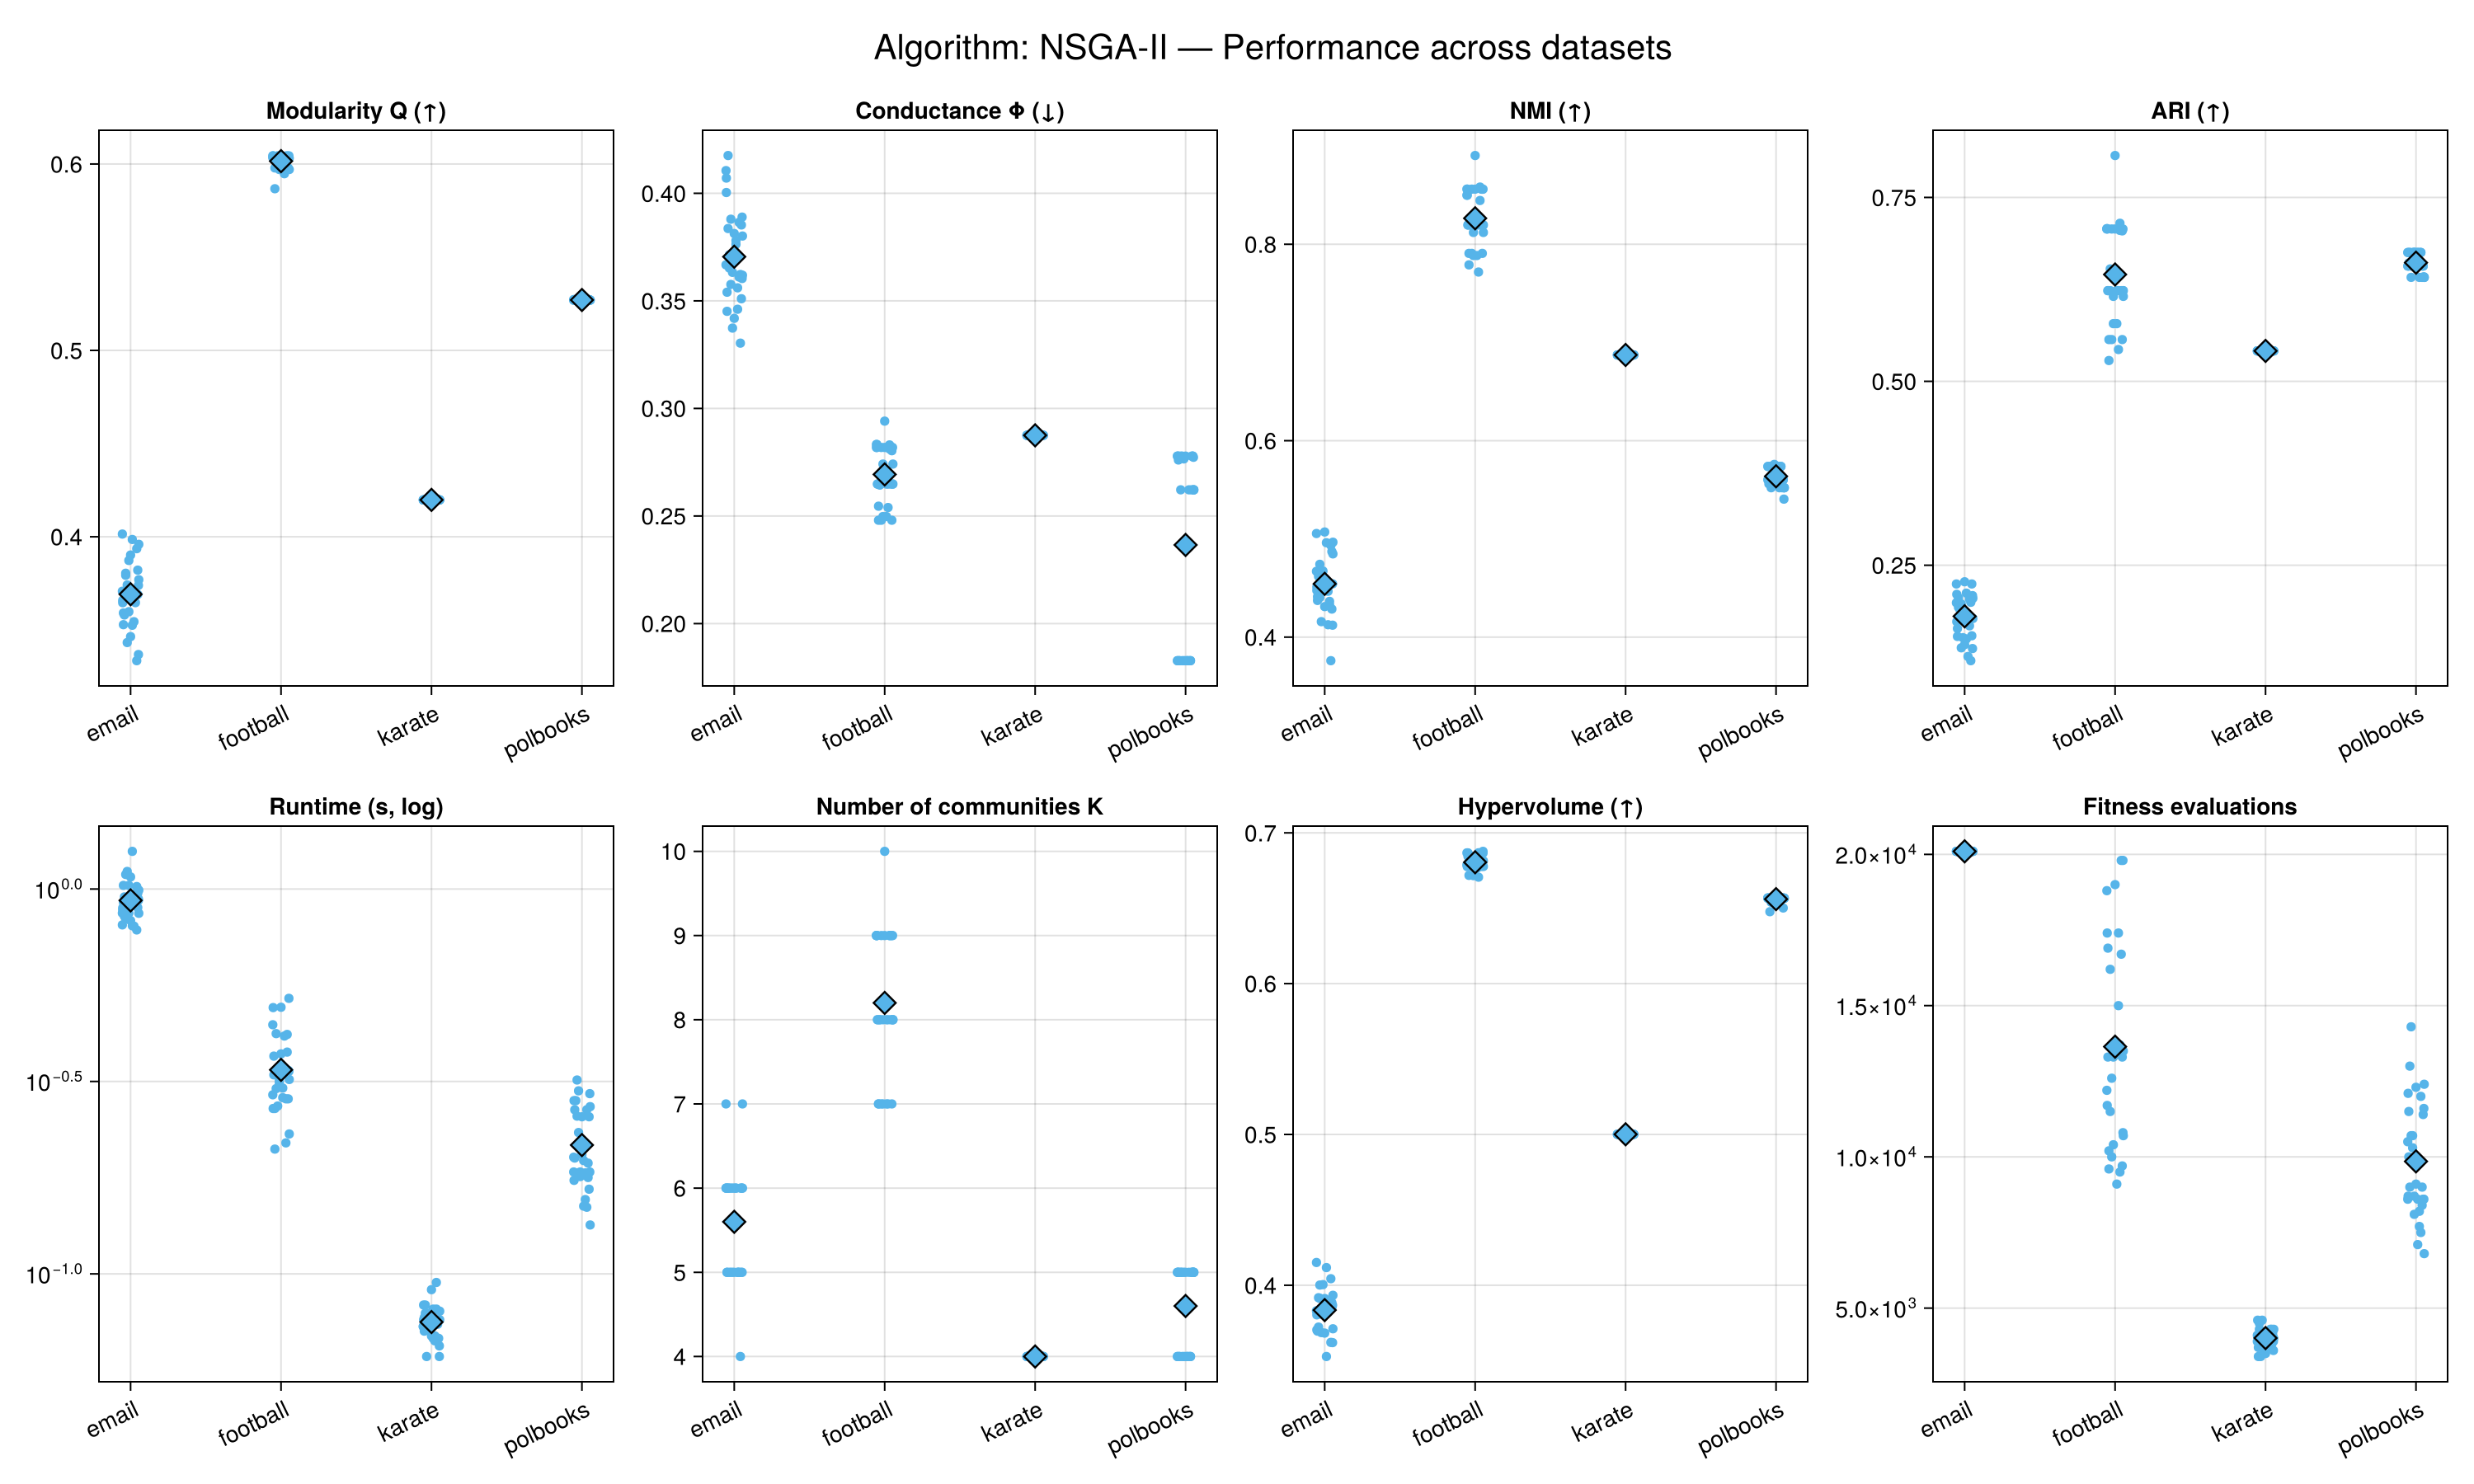 Algorithm: NSGA-II — Performance across datasets
Modularity Q (↑)
0.6
0.5
0.4
email
football
karate
polbooks
Conductance Φ (↓)
0.40
0.35
0.30
0.25
0.20
email
football
karate
polbooks
NMI (↑)
0.8
0.6
0.4
email
football
karate
polbooks
ARI (↑)
0.75
0.50
0.25
email
football
karate
polbooks
Runtime (s, log)
10^0.0
10^−0.5
10^−1.0
email
football
karate
polbooks
Number of communities K
10
9
8
7
6
5
4
email
football
karate
polbooks
Hypervolume (↑)
0.7
0.6
0.5
0.4
email
football
karate
polbooks
Fitness evaluations
2.0×10^4
1.5×10^4
1.0×10^4
5.0×10^3
email
football
karate
polbooks